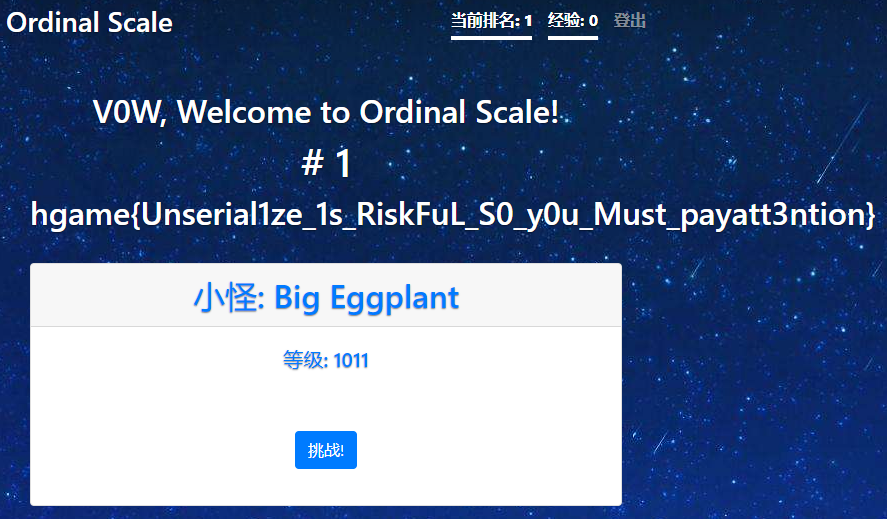 Ordinal Scale
当前排名: 1 经验: 0 登出
V0W, Welcome to Ordinal Scale!
# 1
hgame{Unserial1ze_1s_RiskFuL_S0_y0u_Must_payatt3ntion}
小怪: Big Eggplant
等级: 1011
挑战!